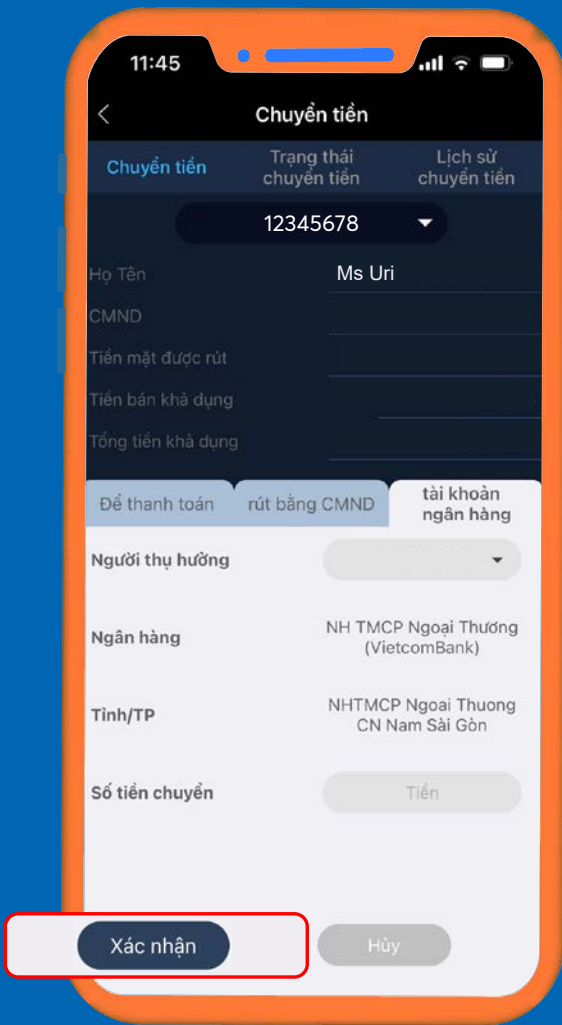 11:45
Chuyển tiền
Chuyển tiền
Trạng thái
chuyển tiền
Lịch sử
chuyển tiền
12345678
Họ Tên
Ms Uri
CMND
Tiền mặt được rút
Tiền bán khả dụng
Tổng tiền khả dụng
Để thanh toán
rút bằng CMND
tài khoản
ngân hàng
Người thụ hưởng
Ngân hàng
NH TMCP Ngoại Thương
(VietcomBank)
Tỉnh/TP
NHTMCP Ngoai Thuong
CN Nam Sài Gòn
Số tiền chuyển
Tiền
Xác nhận
Hủy